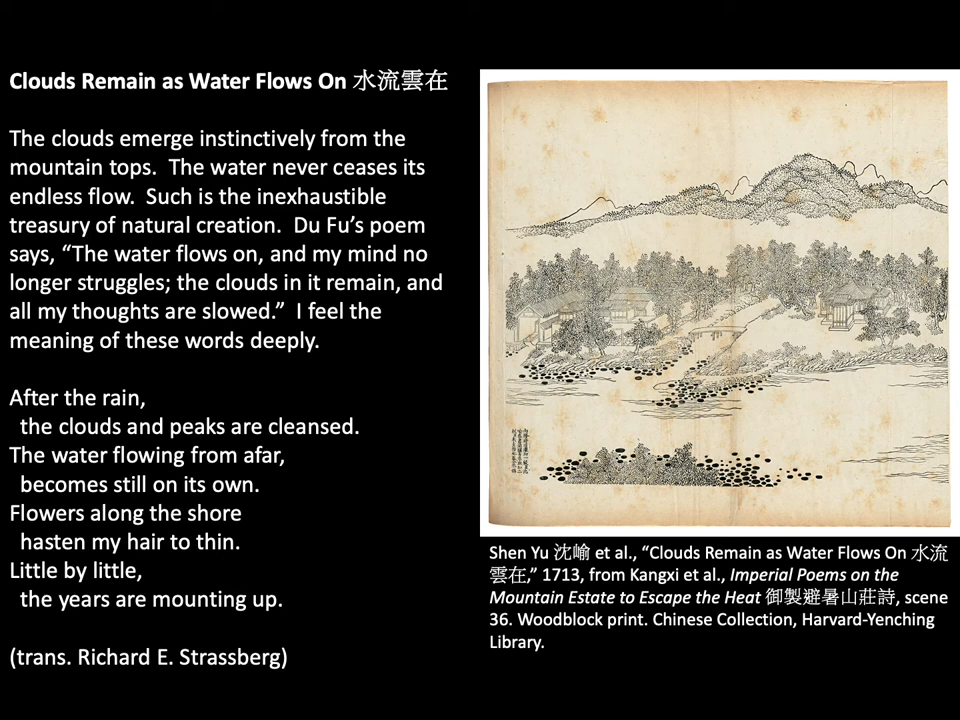 Clouds Remain as Water Flows On 水流雲在
The clouds emerge instinctively from the
mountain tops.  The water never ceases its
endless flow.  Such is the inexhaustible
treasury of natural creation.  Du Fu’s poem
says, “The water flows on, and my mind no
longer struggles; the clouds in it remain, and
all my thoughts are slowed.”  I feel the
meaning of these words deeply.
After the rain,
the clouds and peaks are cleansed.
The water flowing from afar,
becomes still on its own.
Flowers along the shore
hasten my hair to thin.
Little by little,
the years are mounting up.
(trans. Richard E. Strassberg)
Shen Yu 沈喻 et al., “Clouds Remain as Water Flows On 水流
雲在,” 1713, from Kangxi et al., Imperial Poems on the
Mountain Estate to Escape the Heat 御製避暑山莊詩, scene
36. Woodblock print. Chinese Collection, Harvard-Yenching
Library.